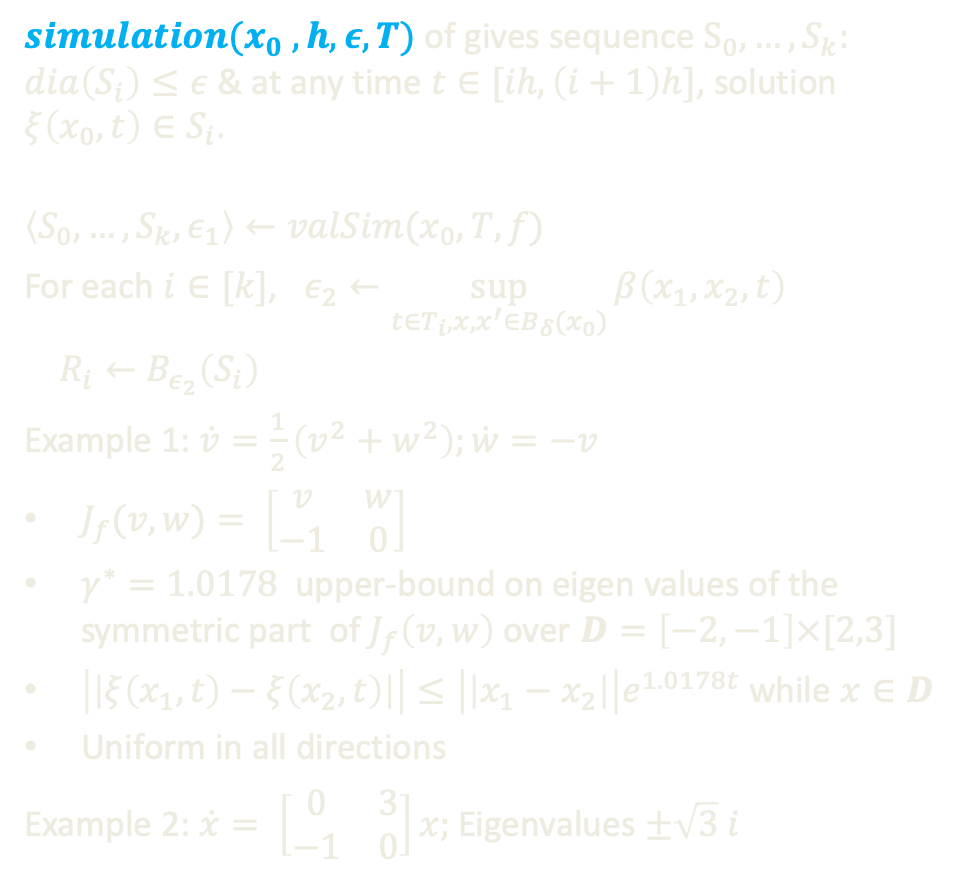 simulation(x₀ , h, ϵ, T) of gives sequence S₀, … , Sₖ:
dia(Sᵢ) ≤ ϵ & at any time t ∈ [ih, (i + 1)h], solution
ξ(x₀, t) ∈ Sᵢ.
⟨S₀, … , Sₖ, ϵ₁⟩ ← valSim(x₀, T, f)
For each i ∈ [k], ϵ₂ ← sup β(x₁, x₂, t)
t∈Tᵢ,x,x′∈B_δ(x₀)
Rᵢ ← B_ϵ₂(Sᵢ)
Example 1: v̇ = 1/2 (v² + w²); ẇ = −v
• J_f(v, w) = [v w; −1 0]
• γ* = 1.0178 upper-bound on eigen values of the
symmetric part of J_f(v, w) over D = [−2, −1]×[2,3]
• ||ξ(x₁, t) − ξ(x₂, t)|| ≤ ||x₁ − x₂||e^{1.0178t} while x ∈ D
• Uniform in all directions
Example 2: ẋ = [0 3; −1 0] x; Eigenvalues ±√3 i